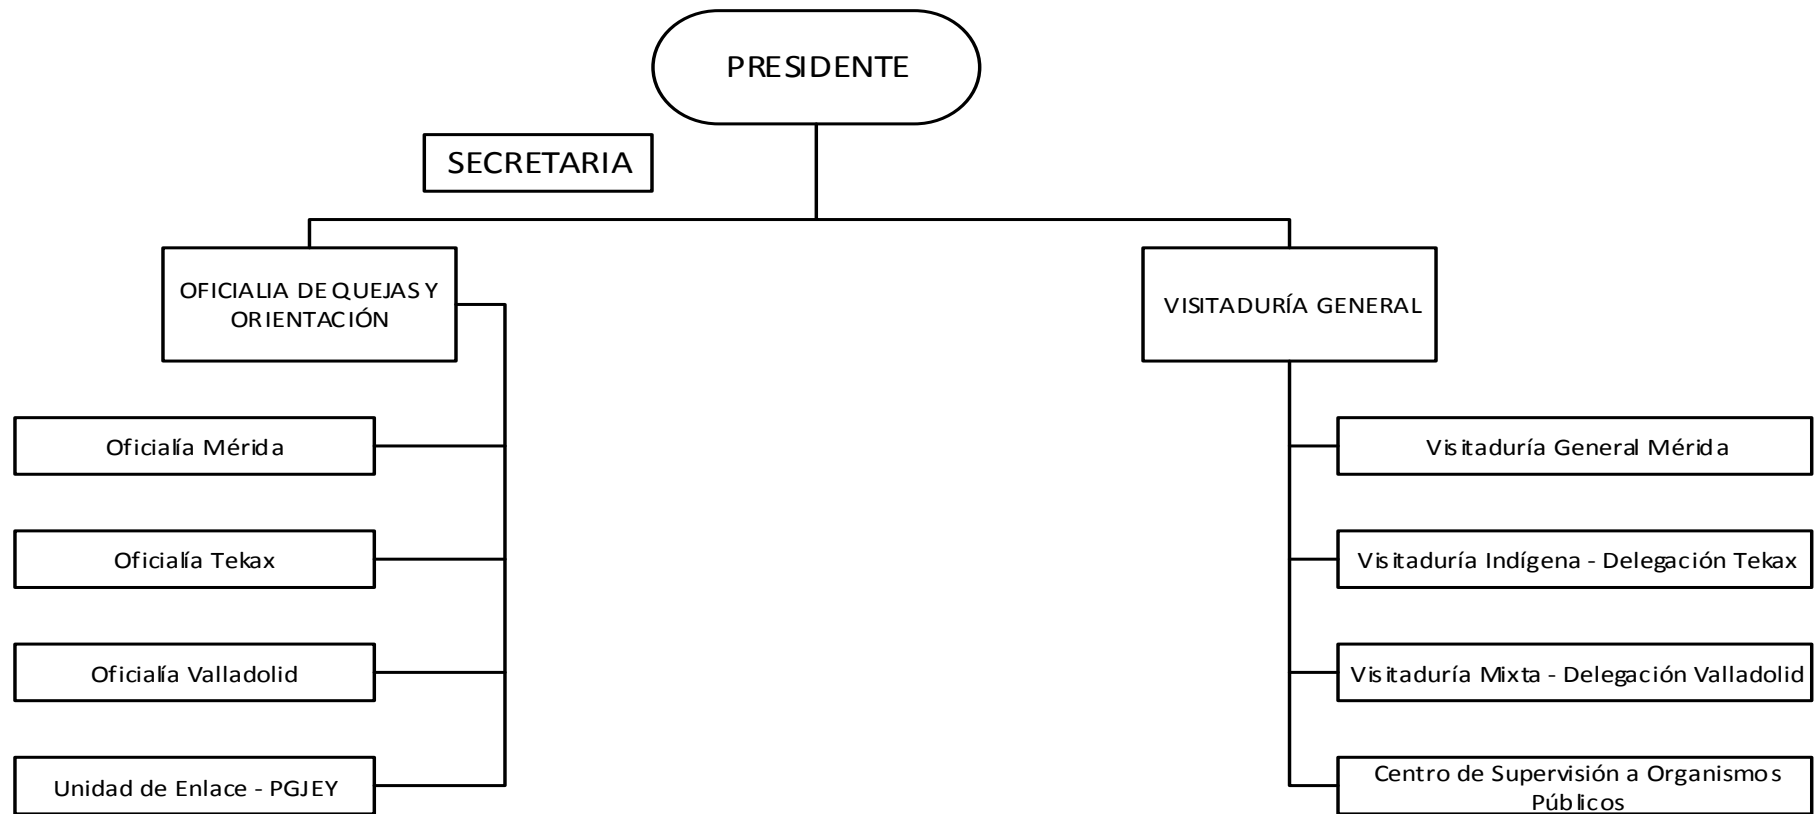 PRESIDENTE
SECRETARIA
OFICIALIA DE QUEJAS Y
ORIENTACIÓN
VISITADURÍA GENERAL
Oficialía Mérida
Visitaduría General Mérida
Oficialía Tekax
Visitaduría Indígena - Delegación Tekax
Oficialía Valladolid
Visitaduría Mixta - Delegación Valladolid
Unidad de Enlace - PGJEY
Centro de Supervisión a Organismos
Públicos